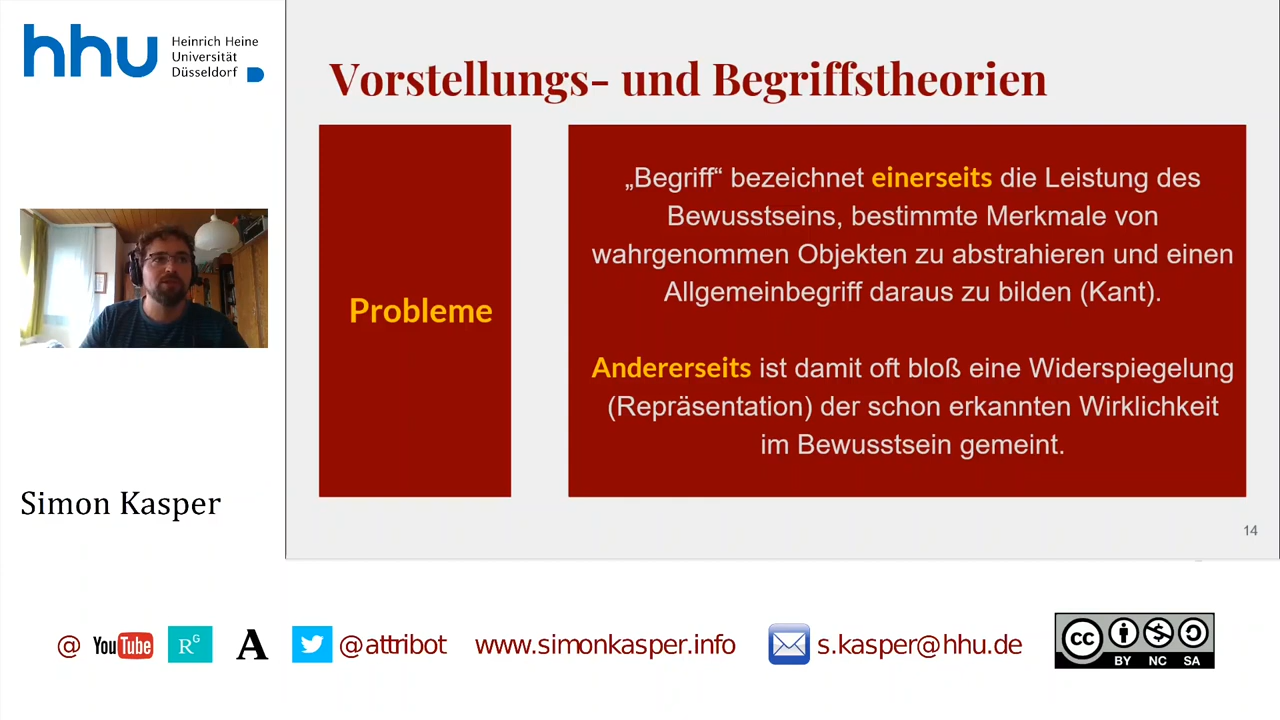 hhu
Heinrich Heine
Universität
Düsseldorf
Vorstellungs- und Begriffstheorien
Probleme
„Begriff“ bezeichnet einerseits die Leistung des
Bewusstseins, bestimmte Merkmale von
wahrgenommen Objekten zu abstrahieren und einen
Allgemeinbegriff daraus zu bilden (Kant).
Andererseits ist damit oft bloß eine Widerspiegelung
(Repräsentation) der schon erkannten Wirklichkeit
im Bewusstsein gemeint.
14
Simon Kasper
@ YouTube RG A @attribot www.simonkasper.info s.kasper@hhu.de
cc BY NC SA